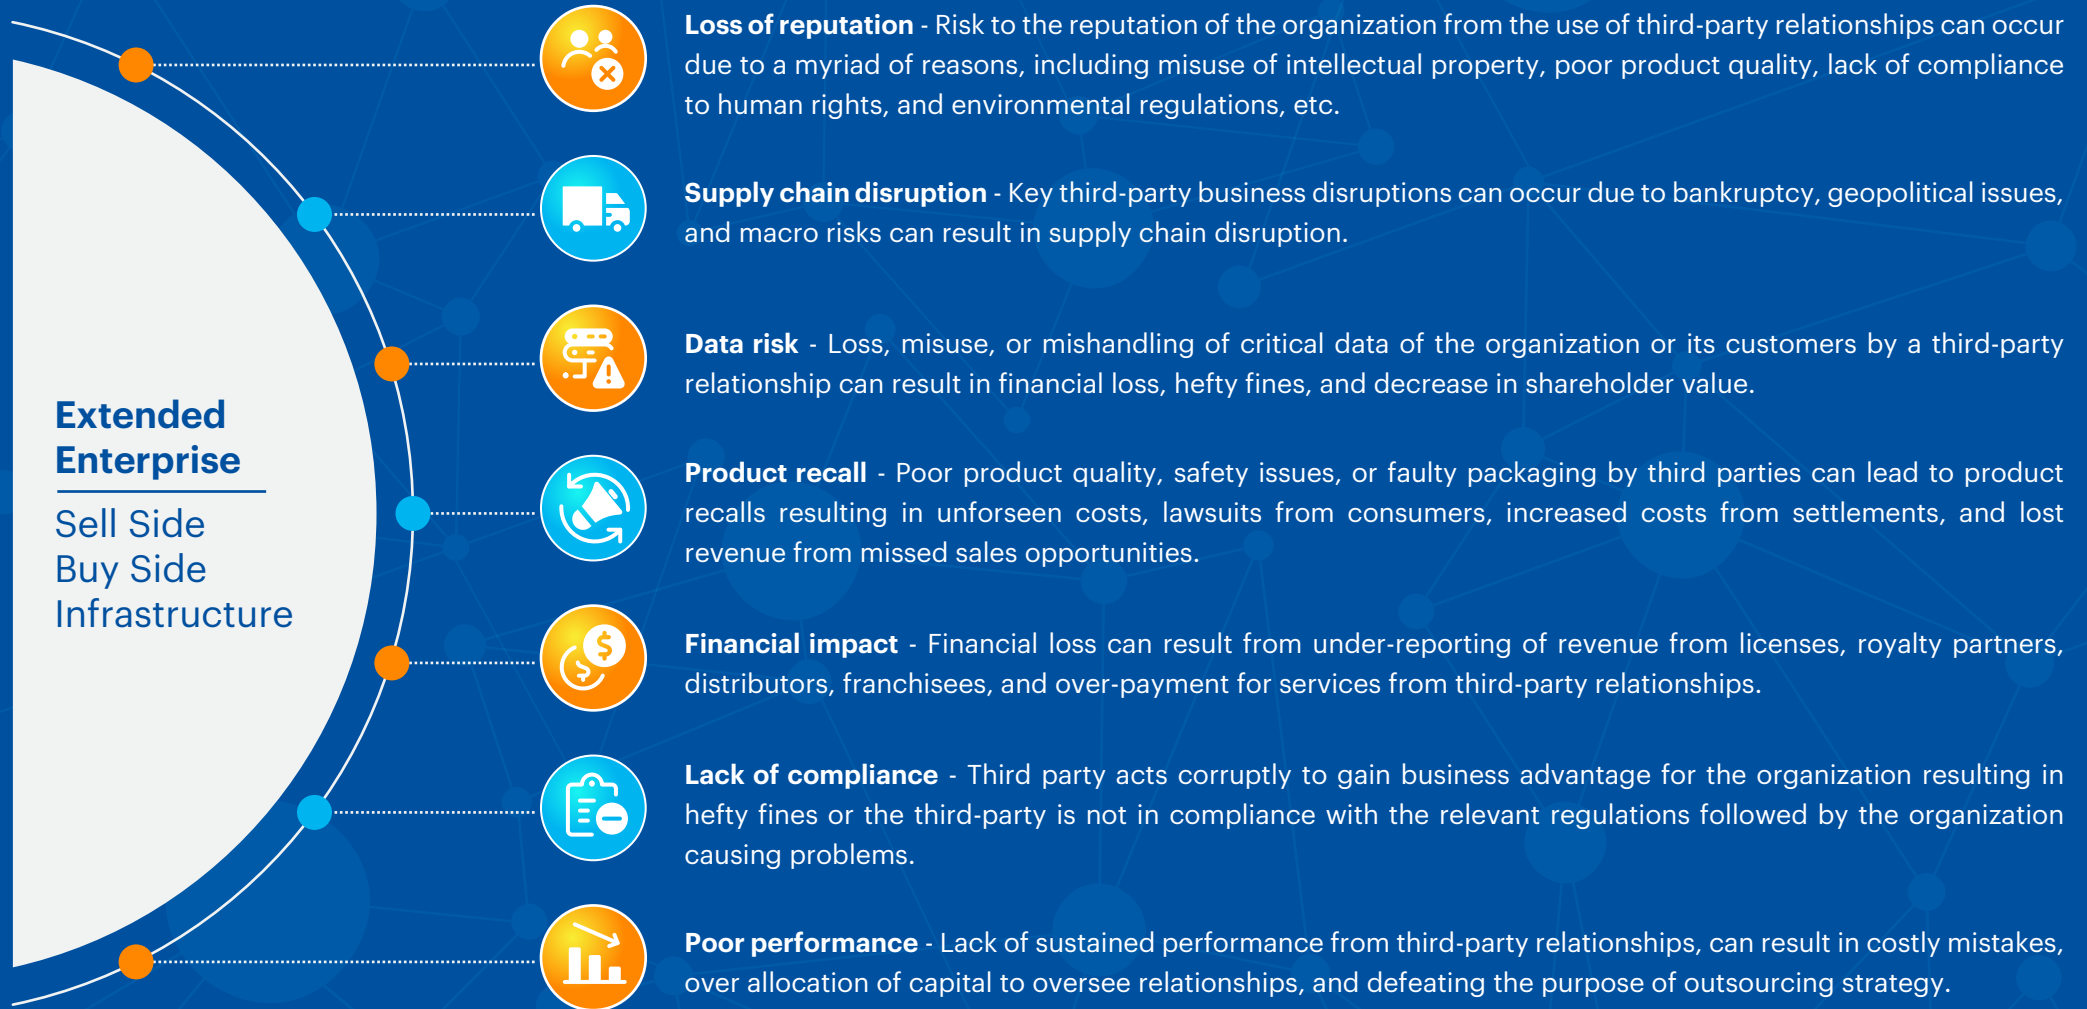 Extended
Enterprise
Sell Side
Buy Side
Infrastructure
Loss of reputation - Risk to the reputation of the organization from the use of third-party relationships can occur
due to a myriad of reasons, including misuse of intellectual property, poor product quality, lack of compliance
to human rights, and environmental regulations, etc.
Supply chain disruption - Key third-party business disruptions can occur due to bankruptcy, geopolitical issues,
and macro risks can result in supply chain disruption.
Data risk - Loss, misuse, or mishandling of critical data of the organization or its customers by a third-party
relationship can result in financial loss, hefty fines, and decrease in shareholder value.
Product recall - Poor product quality, safety issues, or faulty packaging by third parties can lead to product
recalls resulting in unforseen costs, lawsuits from consumers, increased costs from settlements, and lost
revenue from missed sales opportunities.
Financial impact - Financial loss can result from under-reporting of revenue from licenses, royalty partners,
distributors, franchisees, and over-payment for services from third-party relationships.
Lack of compliance - Third party acts corruptly to gain business advantage for the organization resulting in
hefty fines or the third-party is not in compliance with the relevant regulations followed by the organization
causing problems.
Poor performance - Lack of sustained performance from third-party relationships, can result in costly mistakes,
over allocation of capital to oversee relationships, and defeating the purpose of outsourcing strategy.